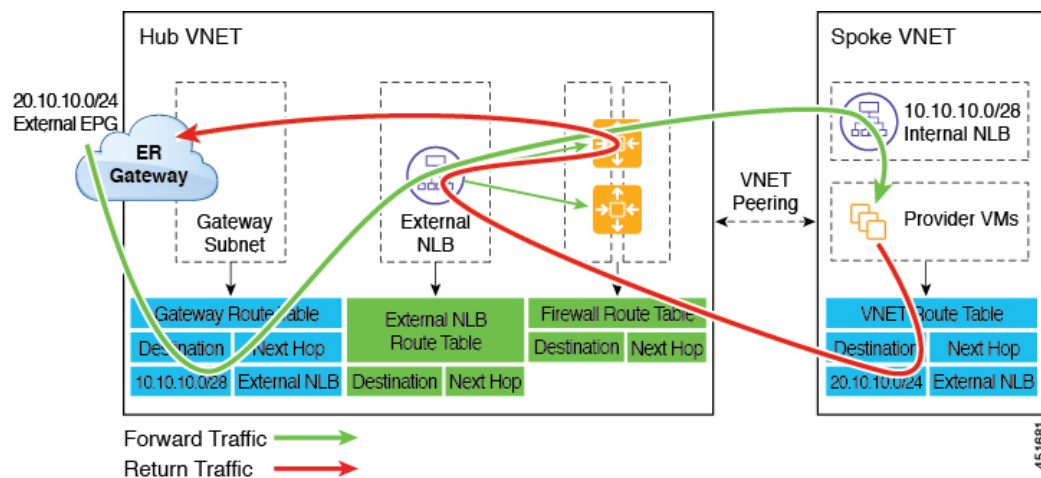 Hub VNET
Spoke VNET
20.10.10.0/24
External EPG
ER
Gateway
Gateway
Subnet
External
NLB
VNET
Peering
10.10.10.0/28
Internal NLB
Provider VMs
Gateway Route Table
Destination
Next Hop
10.10.10.0/28
External NLB
External NLB
Route Table
Destination
Next Hop
Firewall Route Table
Destination
Next Hop
VNET Route Table
Destination
Next Hop
20.10.10.0/24
External NLB
Forward Traffic
Return Traffic
451681